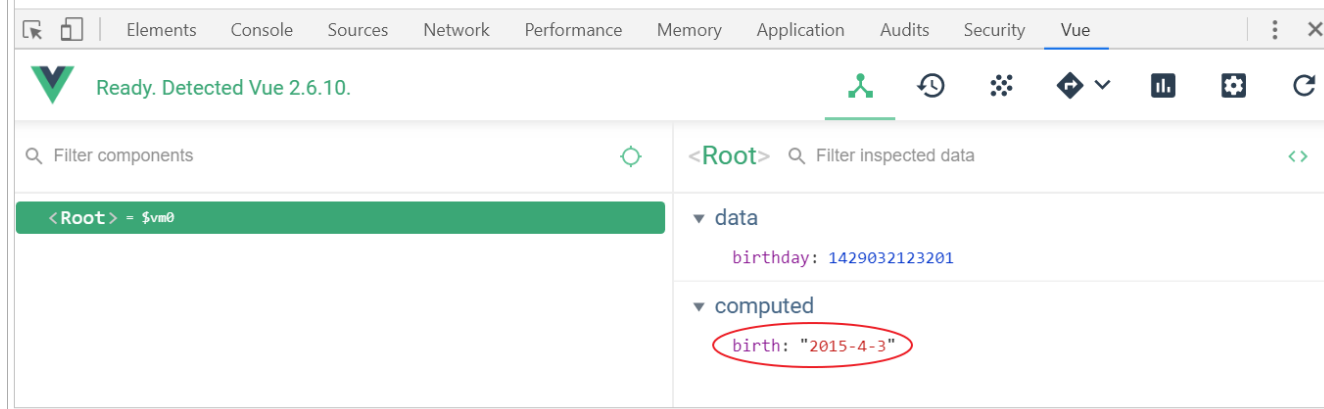 Elements Console Sources Network Performance Memory Application Audits Security Vue
Ready. Detected Vue 2.6.10.
Filter components
<Root> Filter inspected data
<Root> = $vm0
data
birthday: 1429032123201
computed
birth: "2015-4-3"